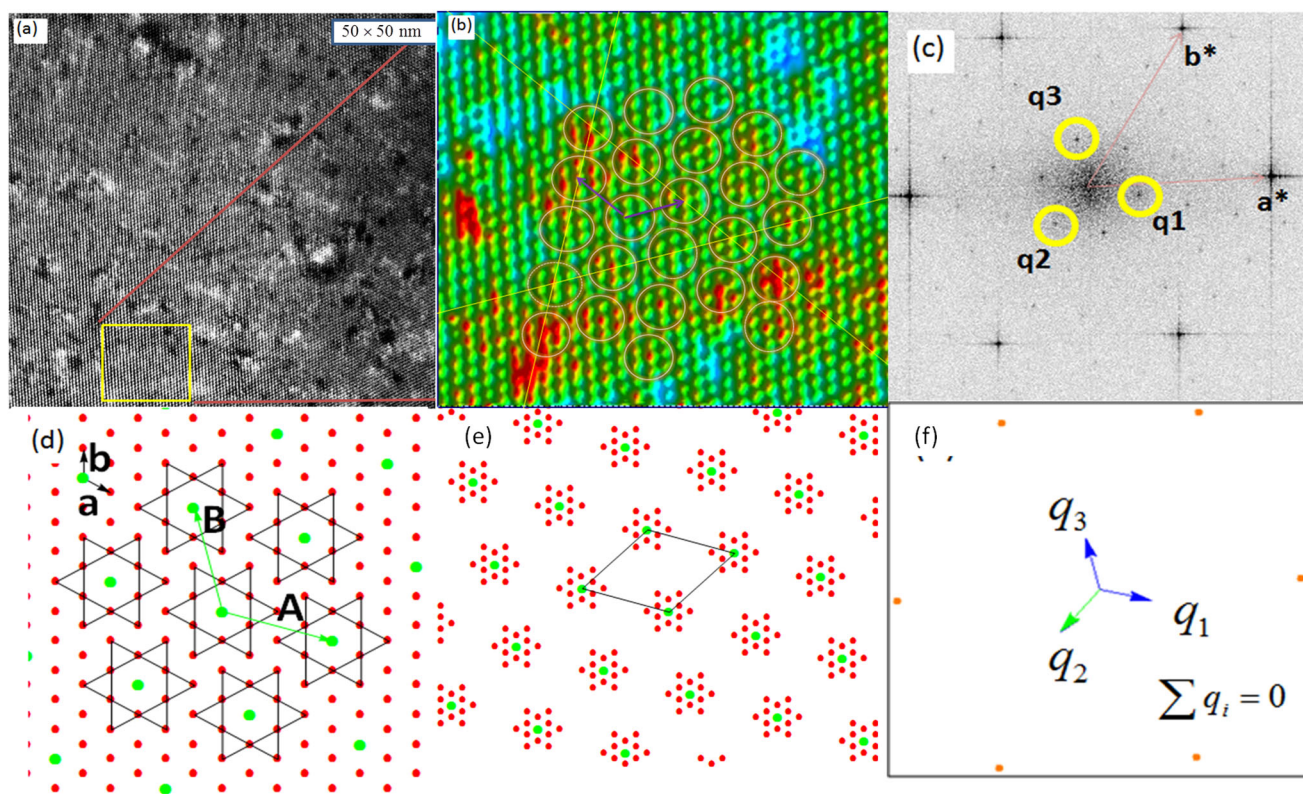 (a)
50 × 50 nm
(b)
(c)
b*
q3
a*
q1
q2
(d)
b
a
B
A
(e)
(f)
q₃
q₁
q₂
∑ qᵢ = 0